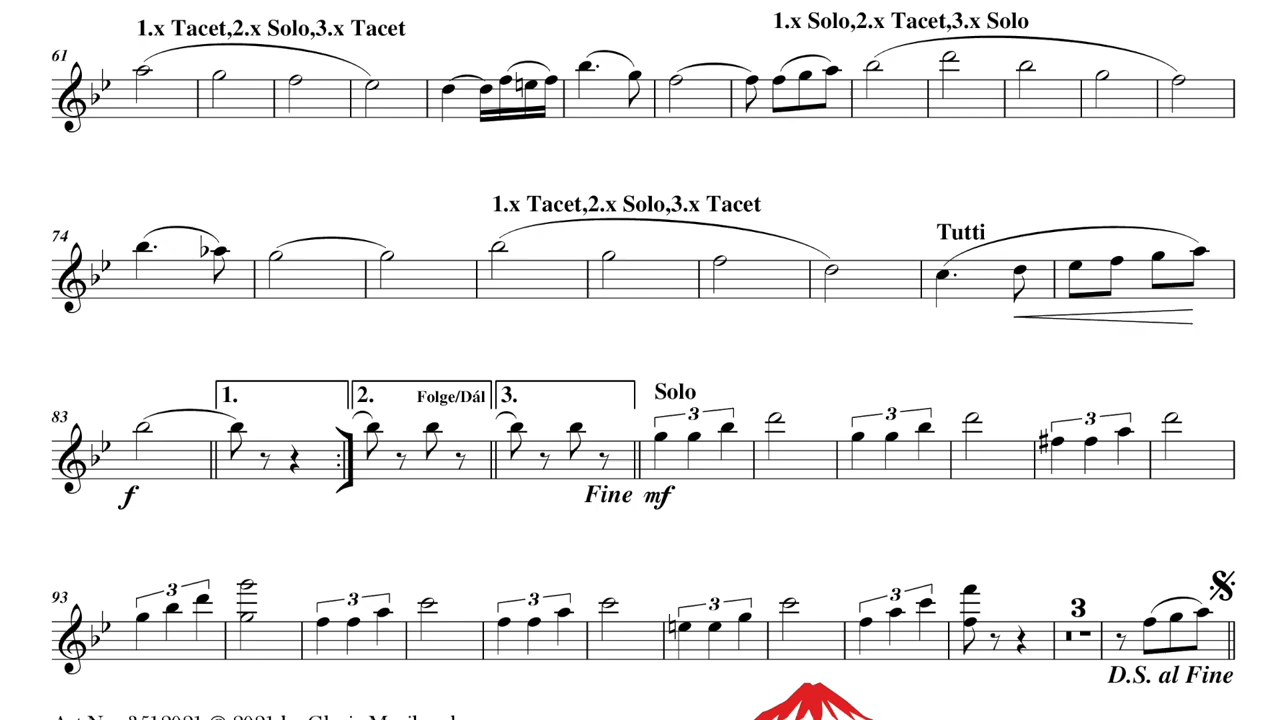 1.x Tacet,2.x Solo,3.x Tacet
1.x Solo,2.x Tacet,3.x Solo
61
1.x Tacet,2.x Solo,3.x Tacet
Tutti
74
1. 2. Folge/Dál 3. Solo
83
3 3 3
f Fine mf
93
3 3 3 3 3 3
D.S. al Fine